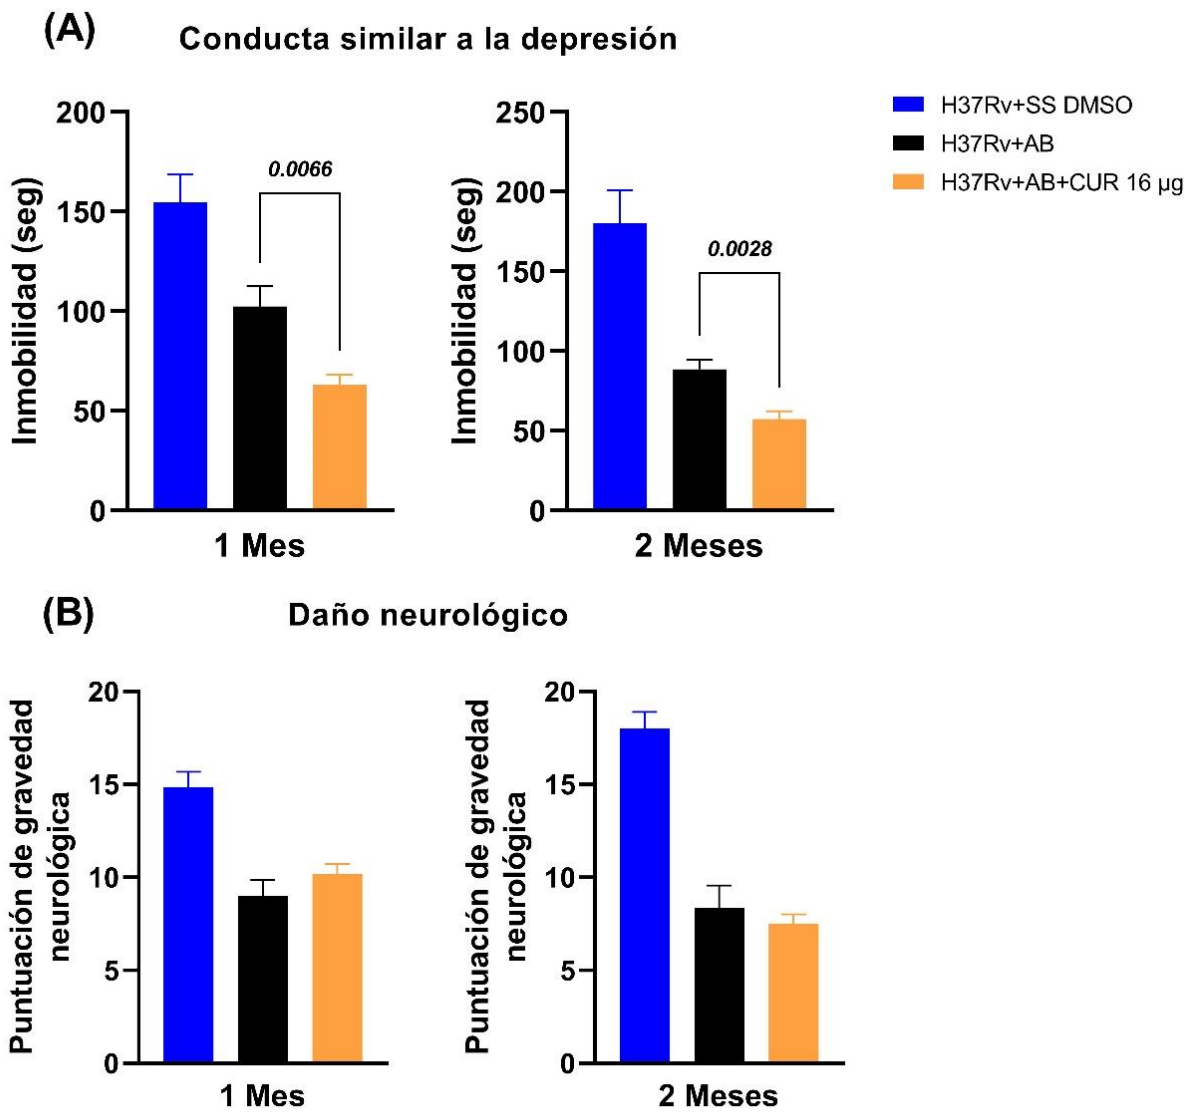 (A)
Conducta similar a la depresión
Inmobilidad (seg)
200
150
100
50
0
0.0066
1 Mes
Inmobilidad (seg)
250
200
150
100
50
0
0.0028
2 Meses
H37Rv+SS DMSO
H37Rv+AB
H37Rv+AB+CUR 16 µg
(B)
Daño neurológico
Puntuación de gravedad
neurológica
20
15
10
5
0
1 Mes
Puntuación de gravedad
neurológica
20
15
10
5
0
2 Meses